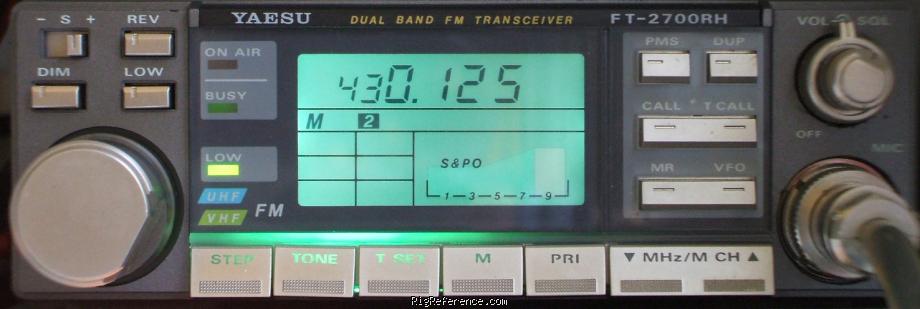 - S +
REV
DIM
LOW
YAESU
DUAL BAND FM TRANSCEIVER
FT-2700RH
ON AIR
BUSY
LOW
UHF
VHF
FM
430.125
M 2
S&PO
1-3-5-7-9
PMS DUP
CALL T CALL
MR VFO
VOL SQL
OFF
MIC
STEP TONE T SET M PRI ▼ MHz/M CH ▲
RigReference.com